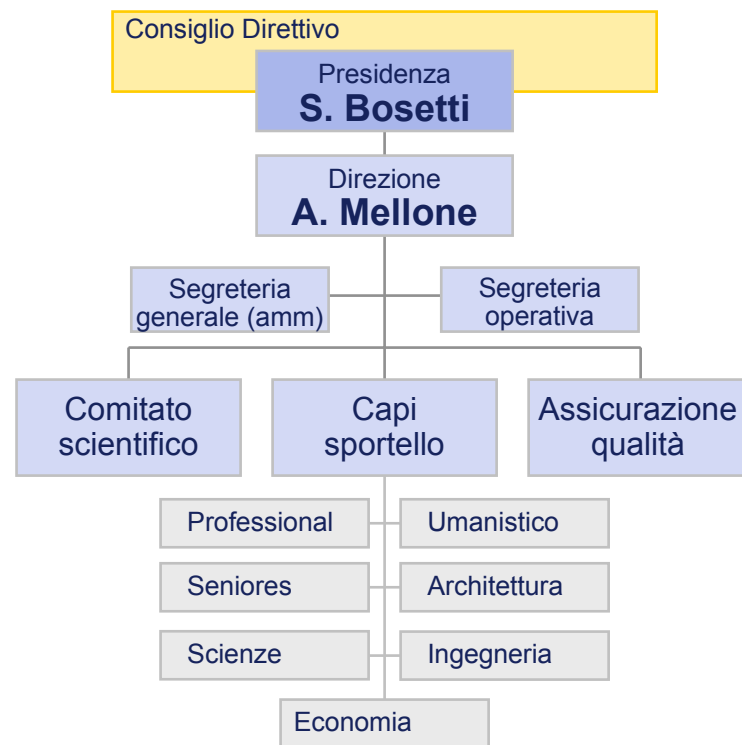 Consiglio Direttivo
Presidenza
S. Bosetti
Direzione
A. Mellone
Segreteria
generale (amm)
Segreteria
operativa
Comitato
scientifico
Capi
sportello
Assicurazione
qualità
Professional
Umanistico
Seniores
Architettura
Scienze
Ingegneria
Economia